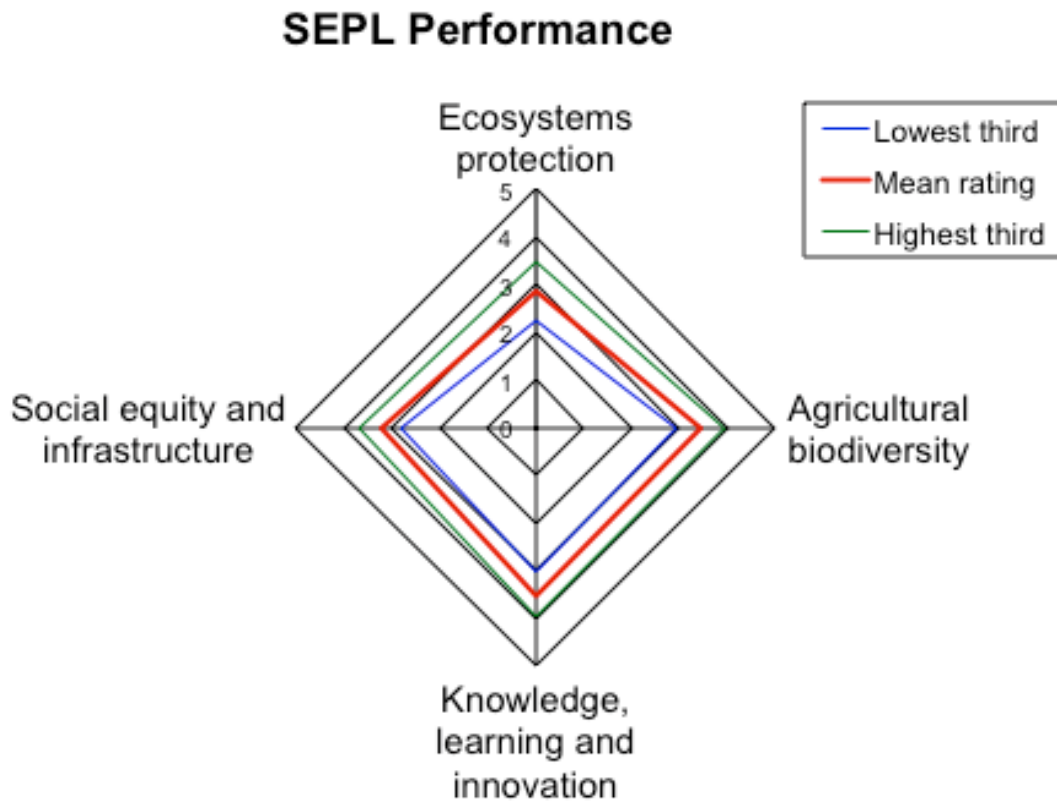 SEPL Performance
Ecosystems
protection
Lowest third
Mean rating
Highest third
5
4
3
2
1
0
Social equity and
infrastructure
Agricultural
biodiversity
Knowledge,
learning and
innovation